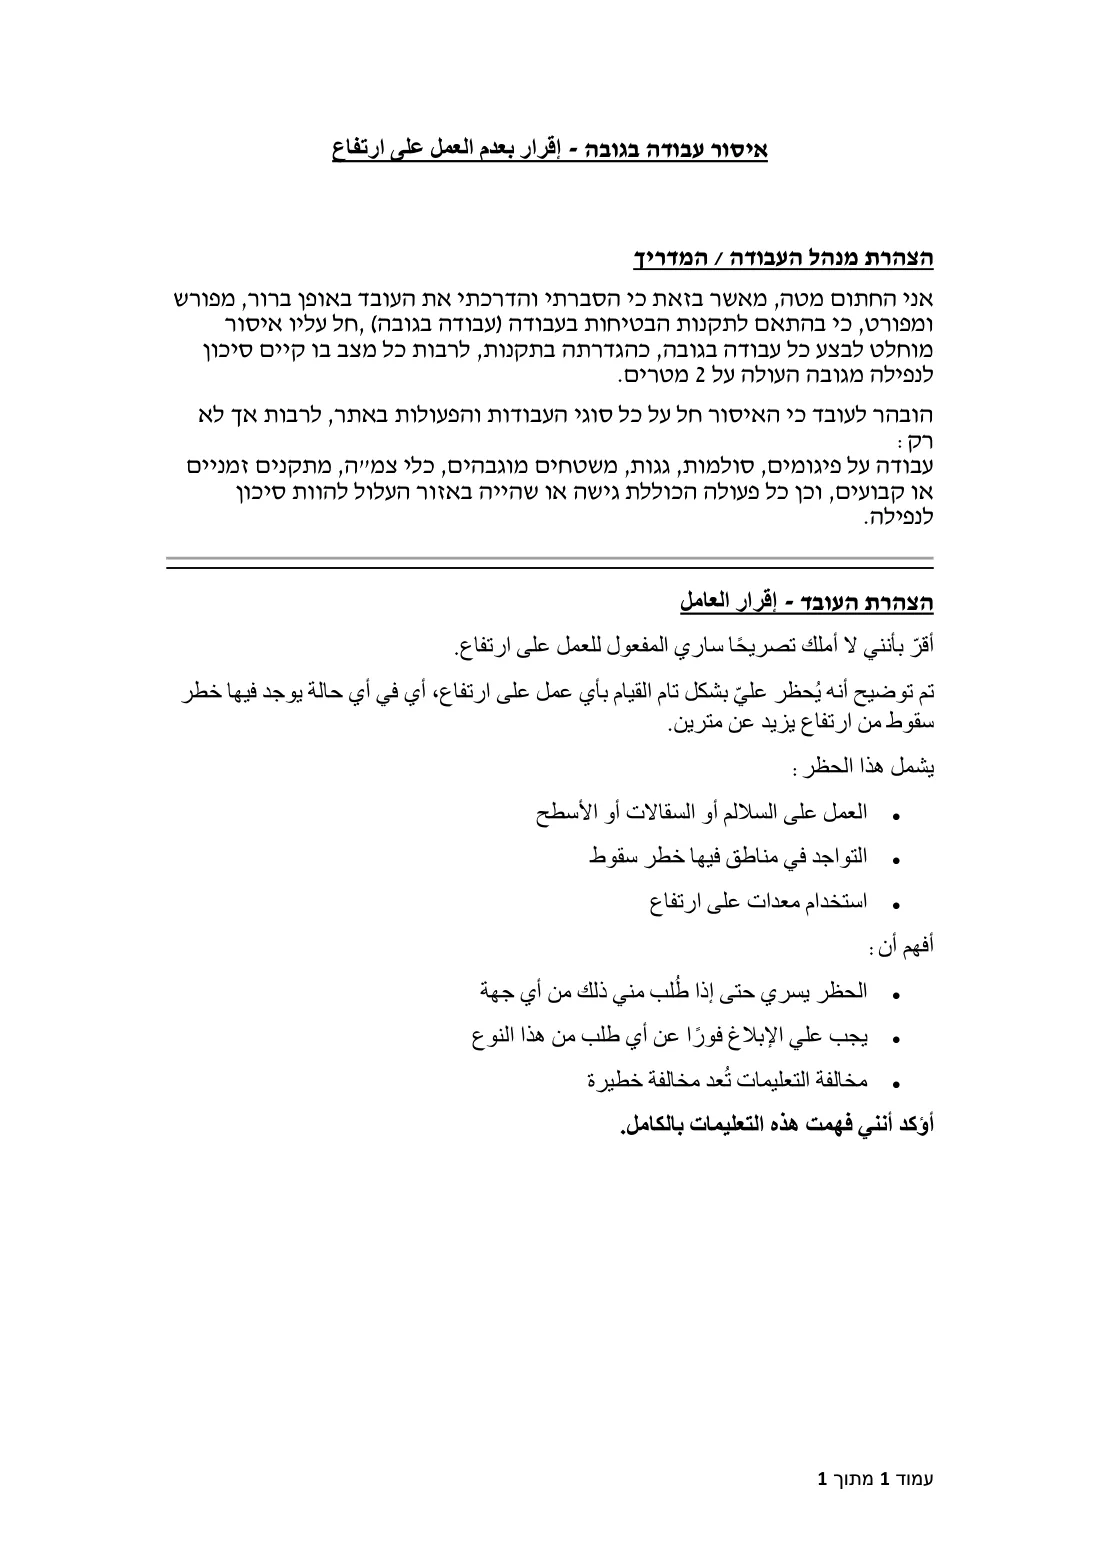 איסור עבודה בגובה - إقرار بعدم العمل على ارتفاع
הצהרת מנהל העבודה / המדריך
אני החתום מטה, מאשר בזאת כי הסברתי והדרכתי את העובד באופן ברור, מפורש
ומפורט, כי בהתאם לתקנות הבטיחות בעבודה (עבודה בגובה) ,חל עליו איסור
מוחלט לבצע כל עבודה בגובה, כהגדרתה בתקנות, לרבות כל מצב בו קיים סיכון
לנפילה מגובה העולה על 2 מטרים.
הובהר לעובד כי האיסור חל על כל סוגי העבודות והפעולות באתר, לרבות אך לא
רק :
עבודה על פיגומים, סולמות, גגות, משטחים מוגבהים, כלי צמ״ה, מתקנים זמניים
או קבועים, וכן כל פעולה הכוללת גישה או שהייה באזור העלול להוות סיכון
לנפילה.
הצהרת העובד - إقرار العامل
أقرّ بأنني لا أملك تصريحًا ساري المفعول للعمل على ارتفاع.
تم توضيح أنه يُحظر عليّ بشكل تام القيام بأي عمل على ارتفاع، أي في أي حالة يوجد فيها خطر
سقوط من ارتفاع يزيد عن مترين.
يشمل هذا الحظر :
• العمل على السلالم أو السقالات أو الأسطح
• التواجد في مناطق فيها خطر سقوط
• استخدام معدات على ارتفاع
أفهم أن :
• الحظر يسري حتى إذا طُلب مني ذلك من أي جهة
• يجب علي الإبلاغ فورًا عن أي طلب من هذا النوع
• مخالفة التعليمات تُعد مخالفة خطيرة
أؤكد أنني فهمت هذه التعليمات بالكامل.
עמוד 1 מתוך 1